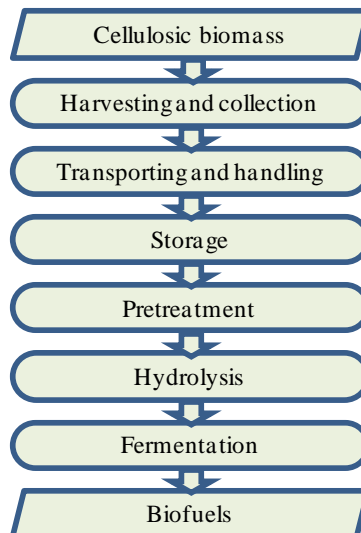 Cellulosic biomass
Harvesting and collection
Transporting and handling
Storage
Pretreatment
Hydrolysis
Fermentation
Biofuels